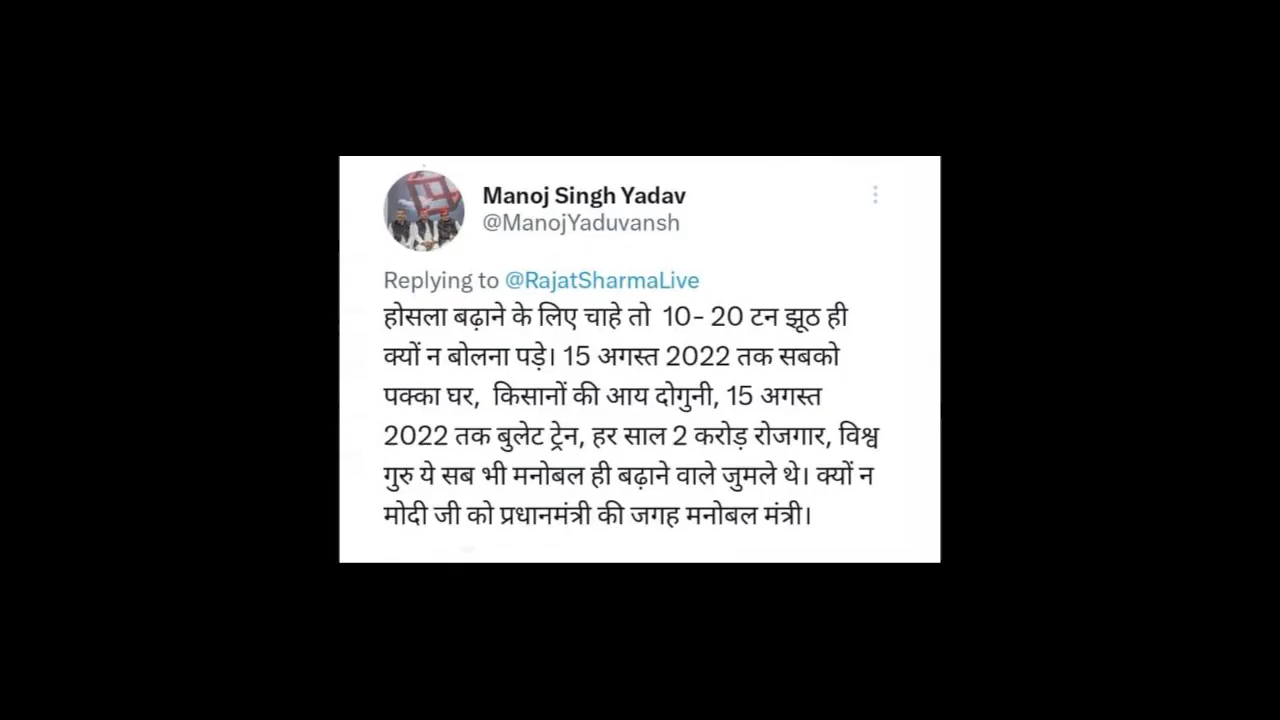 Manoj Singh Yadav
@ManojYaduvansh
Replying to @RajatSharmaLive
होसला बढ़ाने के लिए चाहे तो 10- 20 टन झूठ ही
क्यों न बोलना पड़े। 15 अगस्त 2022 तक सबको
पक्का घर, किसानों की आय दोगुनी, 15 अगस्त
2022 तक बुलेट ट्रेन, हर साल 2 करोड़ रोजगार, विश्व
गुरु ये सब भी मनोबल ही बढ़ाने वाले जुमले थे। क्यों न
मोदी जी को प्रधानमंत्री की जगह मनोबल मंत्री।